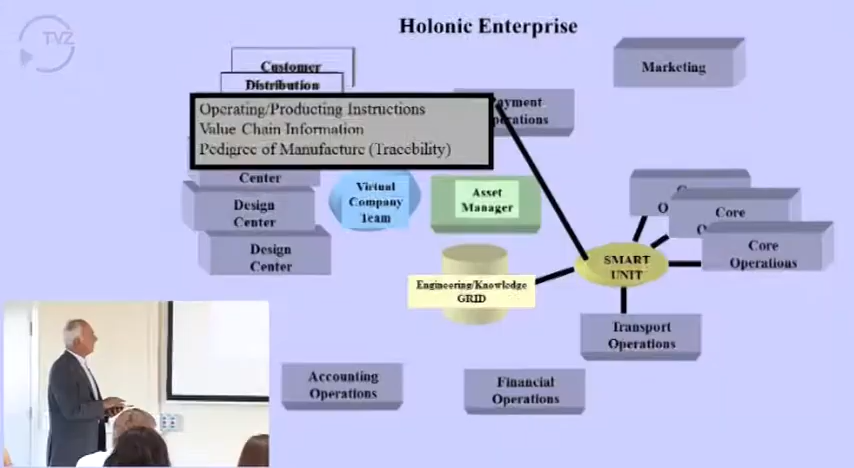 TVZ
Holonic Enterprise
Customer
Distribution
Marketing
Operating/Producting Instructions
Value Chain Information
Pedigree of Manufacture (Tracebility)
Payment
Operations
Center
Design
Center
Design
Center
Virtual
Company
Team
Asset
Manager
Core
Core
Operations
SMART
UNIT
Engineering/Knowledge
GRID
Transport
Operations
Accounting
Operations
Financial
Operations